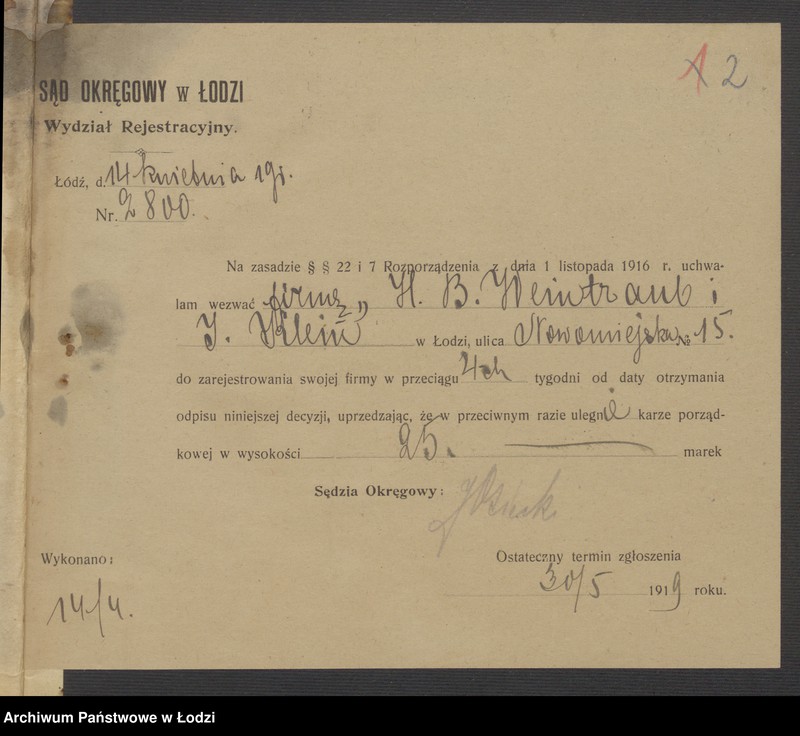 1 2
SĄD OKRĘGOWY w ŁODZI
Wydział Rejestracyjny.
Łódź, d. 14 kwietnia 19 r.
Nr. 2800.
Na zasadzie § § 22 i 7 Rozporządzenia z dnia 1 listopada 1916 r. uchwa-
lam wezwać firmę „H. B. Weintraub i
J. Klein w Łodzi, ulica Nowomiejska № 15.
do zarejestrowania swojej firmy w przeciągu 4ch tygodni od daty otrzymania
odpisu niniejszej decyzji, uprzedzając, że w przeciwnym razie ulegnie karze porząd-
kowej w wysokości 25. marek
Sędzia Okręgowy:
Wykonano:
Ostateczny termin zgłoszenia
14/4.
30/5 1919 roku.
Archiwum Państwowe w Łodzi